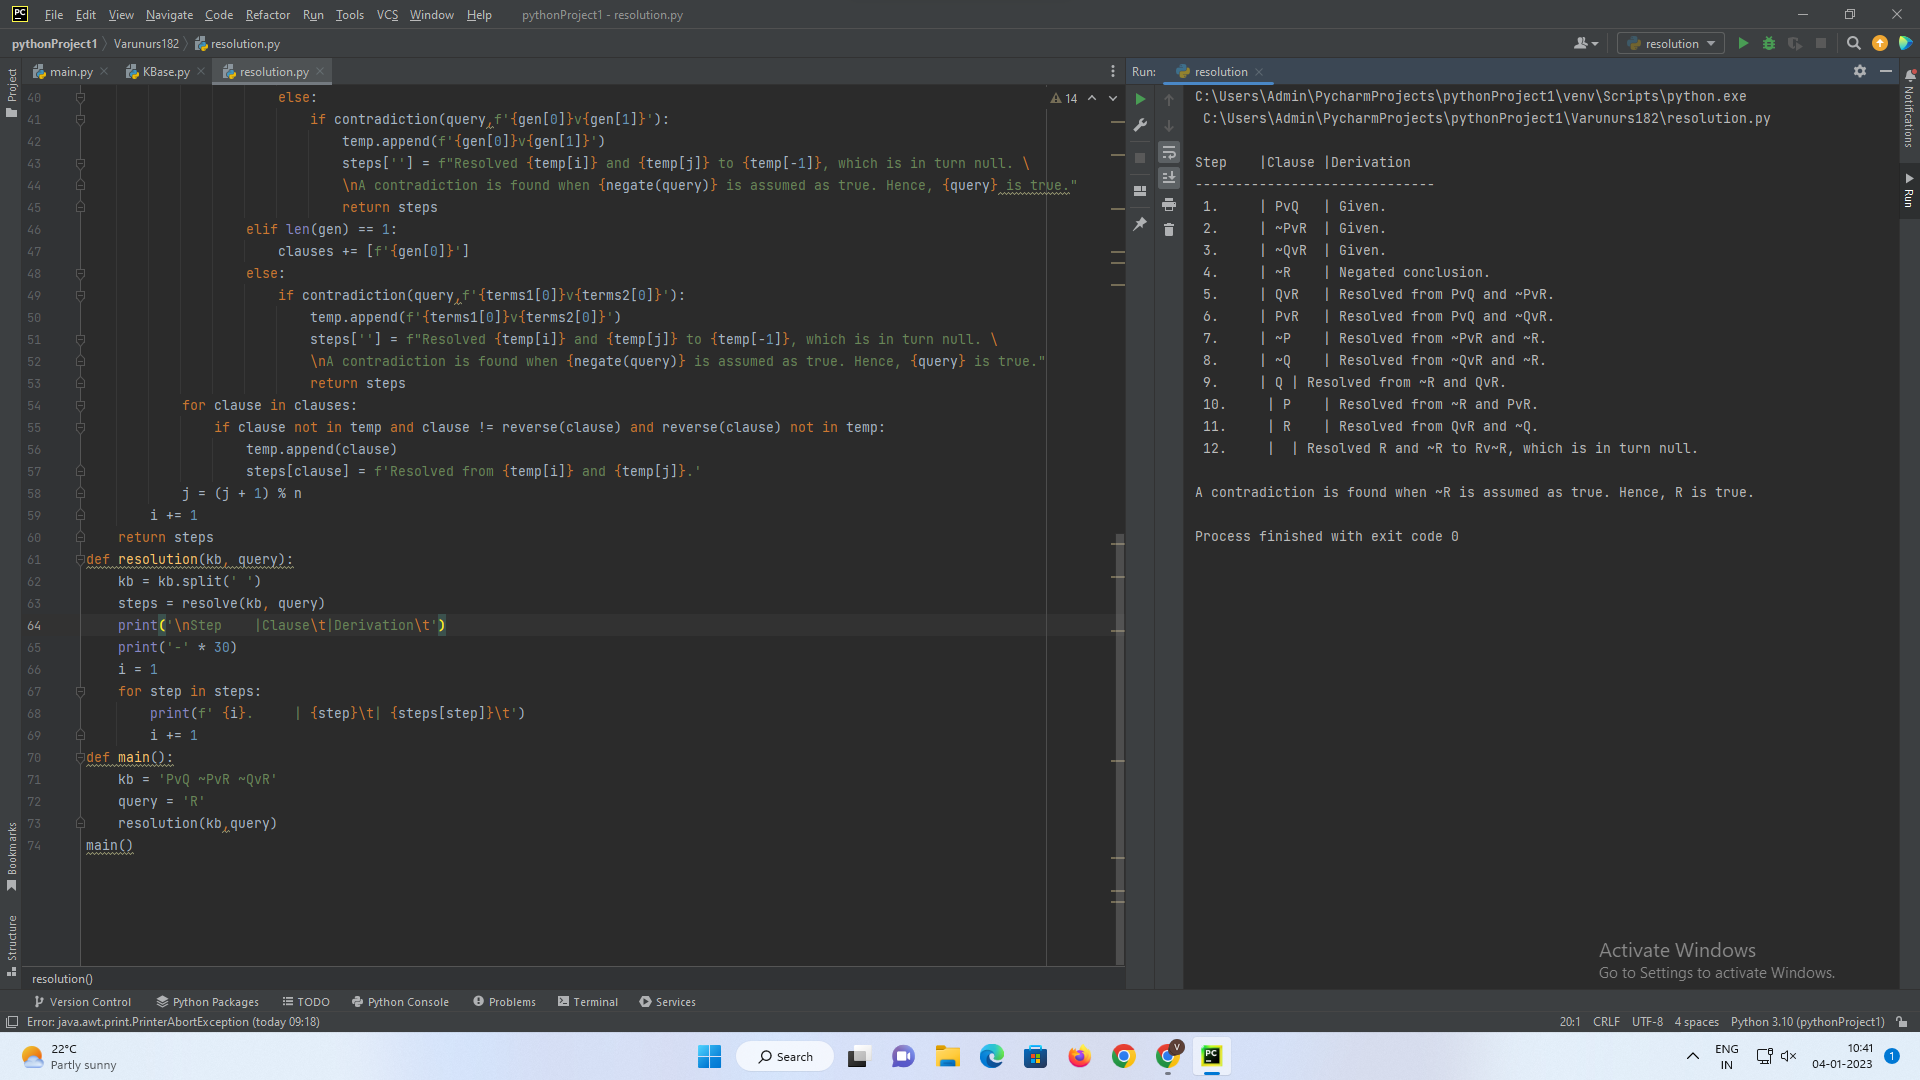 PC File Edit View Navigate Code Refactor Run Tools VCS Window Help pythonProject1 - resolution.py
pythonProject1 Varunurs182 resolution.py resolution
main.py KBase.py resolution.py
Project
Bookmarks
Structure
14
40 else:
41 if contradiction(query,f'{gen[0]}v{gen[1]}'):
42 temp.append(f'{gen[0]}v{gen[1]}')
43 steps[''] = f"Resolved {temp[i]} and {temp[j]} to {temp[-1]}, which is in turn null. \
44 \nA contradiction is found when {negate(query)} is assumed as true. Hence, {query} is true."
45 return steps
46 elif len(gen) == 1:
47 clauses += [f'{gen[0]}']
48 else:
49 if contradiction(query,f'{terms1[0]}v{terms2[0]}'):
50 temp.append(f'{terms1[0]}v{terms2[0]}')
51 steps[''] = f"Resolved {temp[i]} and {temp[j]} to {temp[-1]}, which is in turn null. \
52 \nA contradiction is found when {negate(query)} is assumed as true. Hence, {query} is true."
53 return steps
54 for clause in clauses:
55 if clause not in temp and clause != reverse(clause) and reverse(clause) not in temp:
56 temp.append(clause)
57 steps[clause] = f'Resolved from {temp[i]} and {temp[j]}.'
58 j = (j + 1) % n
59 i += 1
60 return steps
61 def resolution(kb, query):
62 kb = kb.split(' ')
63 steps = resolve(kb, query)
64 print('\nStep    |Clause\t|Derivation\t')
65 print('-' * 30)
66 i = 1
67 for step in steps:
68 print(f' {i}.     | {step}\t| {steps[step]}\t')
69 i += 1
70 def main():
71 kb = 'PvQ ~PvR ~QvR'
72 query = 'R'
73 resolution(kb,query)
74 main()
resolution()
Run: resolution
C:\Users\Admin\PycharmProjects\pythonProject1\venv\Scripts\python.exe
C:\Users\Admin\PycharmProjects\pythonProject1\Varunurs182\resolution.py
Step    |Clause |Derivation
------------------------------
1.     | PvQ   | Given.
2.     | ~PvR  | Given.
3.     | ~QvR  | Given.
4.     | ~R    | Negated conclusion.
5.     | QvR   | Resolved from PvQ and ~PvR.
6.     | PvR   | Resolved from PvQ and ~QvR.
7.     | ~P    | Resolved from ~PvR and ~R.
8.     | ~Q    | Resolved from ~QvR and ~R.
9.     | Q | Resolved from ~R and QvR.
10.     | P    | Resolved from ~R and PvR.
11.     | R    | Resolved from QvR and ~Q.
12.     |  | Resolved R and ~R to Rv~R, which is in turn null.
A contradiction is found when ~R is assumed as true. Hence, R is true.
Process finished with exit code 0
Notifications
Run
Activate Windows
Go to Settings to activate Windows.
Version Control Python Packages TODO Python Console Problems Terminal Services
Error: java.awt.print.PrinterAbortException (today 09:18) 20:1 CRLF UTF-8 4 spaces Python 3.10 (pythonProject1)
22°C
Partly sunny
Search
V
PC
ENG
IN
10:41
04-01-2023
1